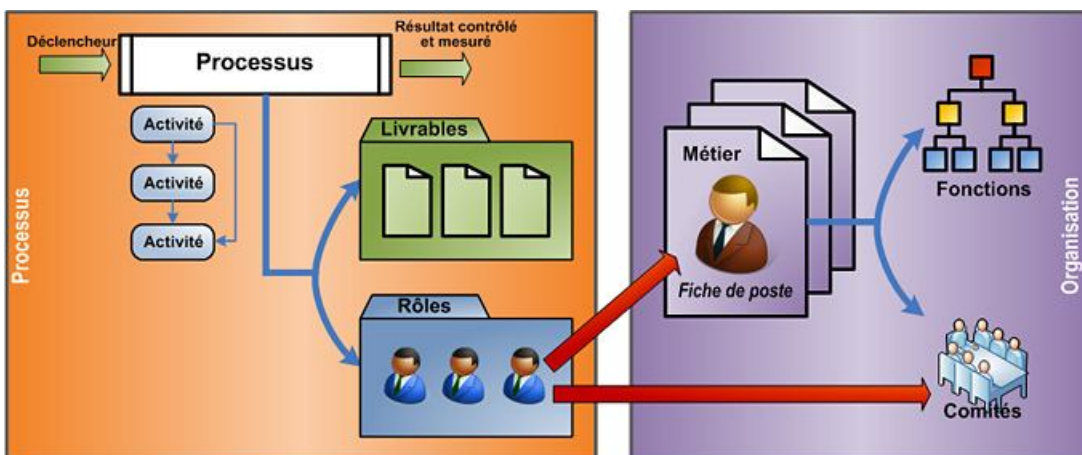 Déclencheur
Processus
Résultat contrôlé
et mesuré
Activité
Activité
Activité
Livrables
Rôles
Processus
Métier
Fiche de poste
Fonctions
Comités
Organisation